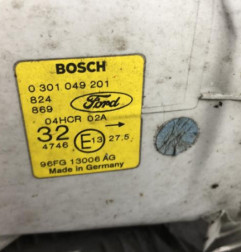 BOSCH
0 301 049 201
824
869
Ford
04HCR 02A
32
4746
E13 27.5
96FG 13006 AG
Made in Germany